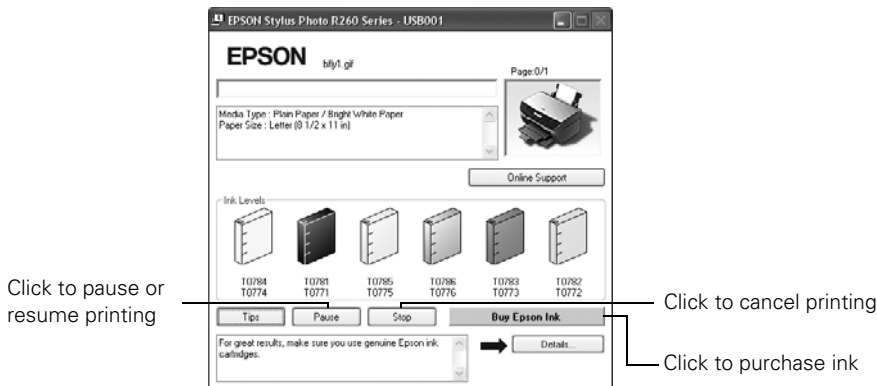 EPSON Stylus Photo R260 Series - USB001
EPSON
bfly1.gif
Page:0/1
Media Type : Plain Paper / Bright White Paper
Paper Size : Letter (8 1/2 x 11 in)
Online Support
Ink Levels
T0784 T0781 T0785 T0786 T0783 T0782
T0774 T0771 T0775 T0776 T0773 T0772
Click to pause or
resume printing
Tips
Pause
Stop
Buy Epson Ink
Click to cancel printing
For great results, make sure you use genuine Epson ink
cartridges.
Details...
Click to purchase ink